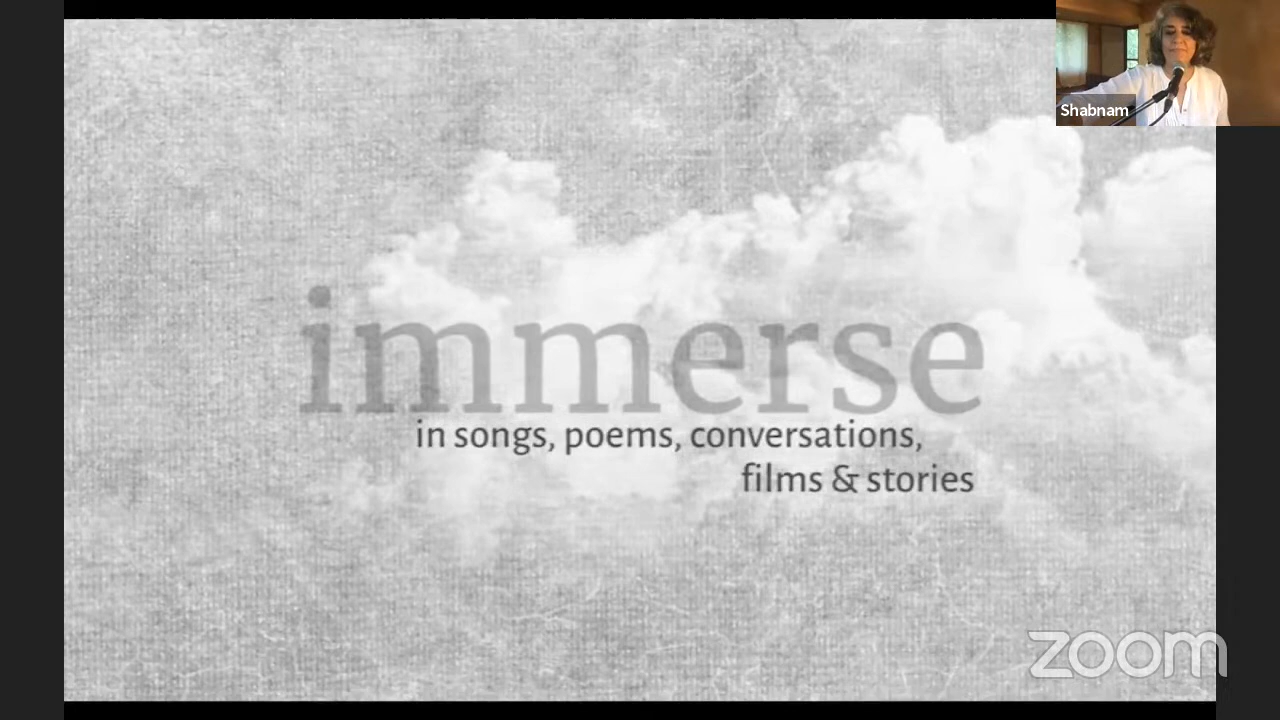 Shabnam
immerse
in songs, poems, conversations,
films & stories
zoom